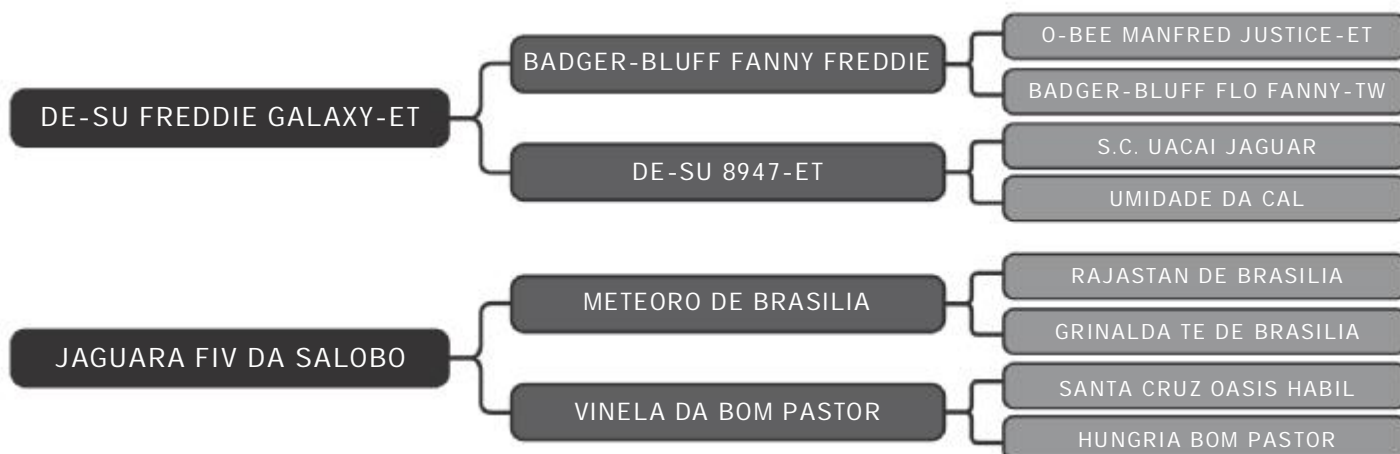 DE-SU FREDDIE GALAXY-ET
BADGER-BLUFF FANNY FREDDIE
O-BEE MANFRED JUSTICE-ET
BADGER-BLUFF FLO FANNY-TW
DE-SU 8947-ET
S.C. UACAI JAGUAR
UMIDADE DA CAL
JAGUARA FIV DA SALOBO
METEORO DE BRASILIA
RAJASTAN DE BRASILIA
GRINALDA TE DE BRASILIA
VINELA DA BOM PASTOR
SANTA CRUZ OASIS HABIL
HUNGRIA BOM PASTOR